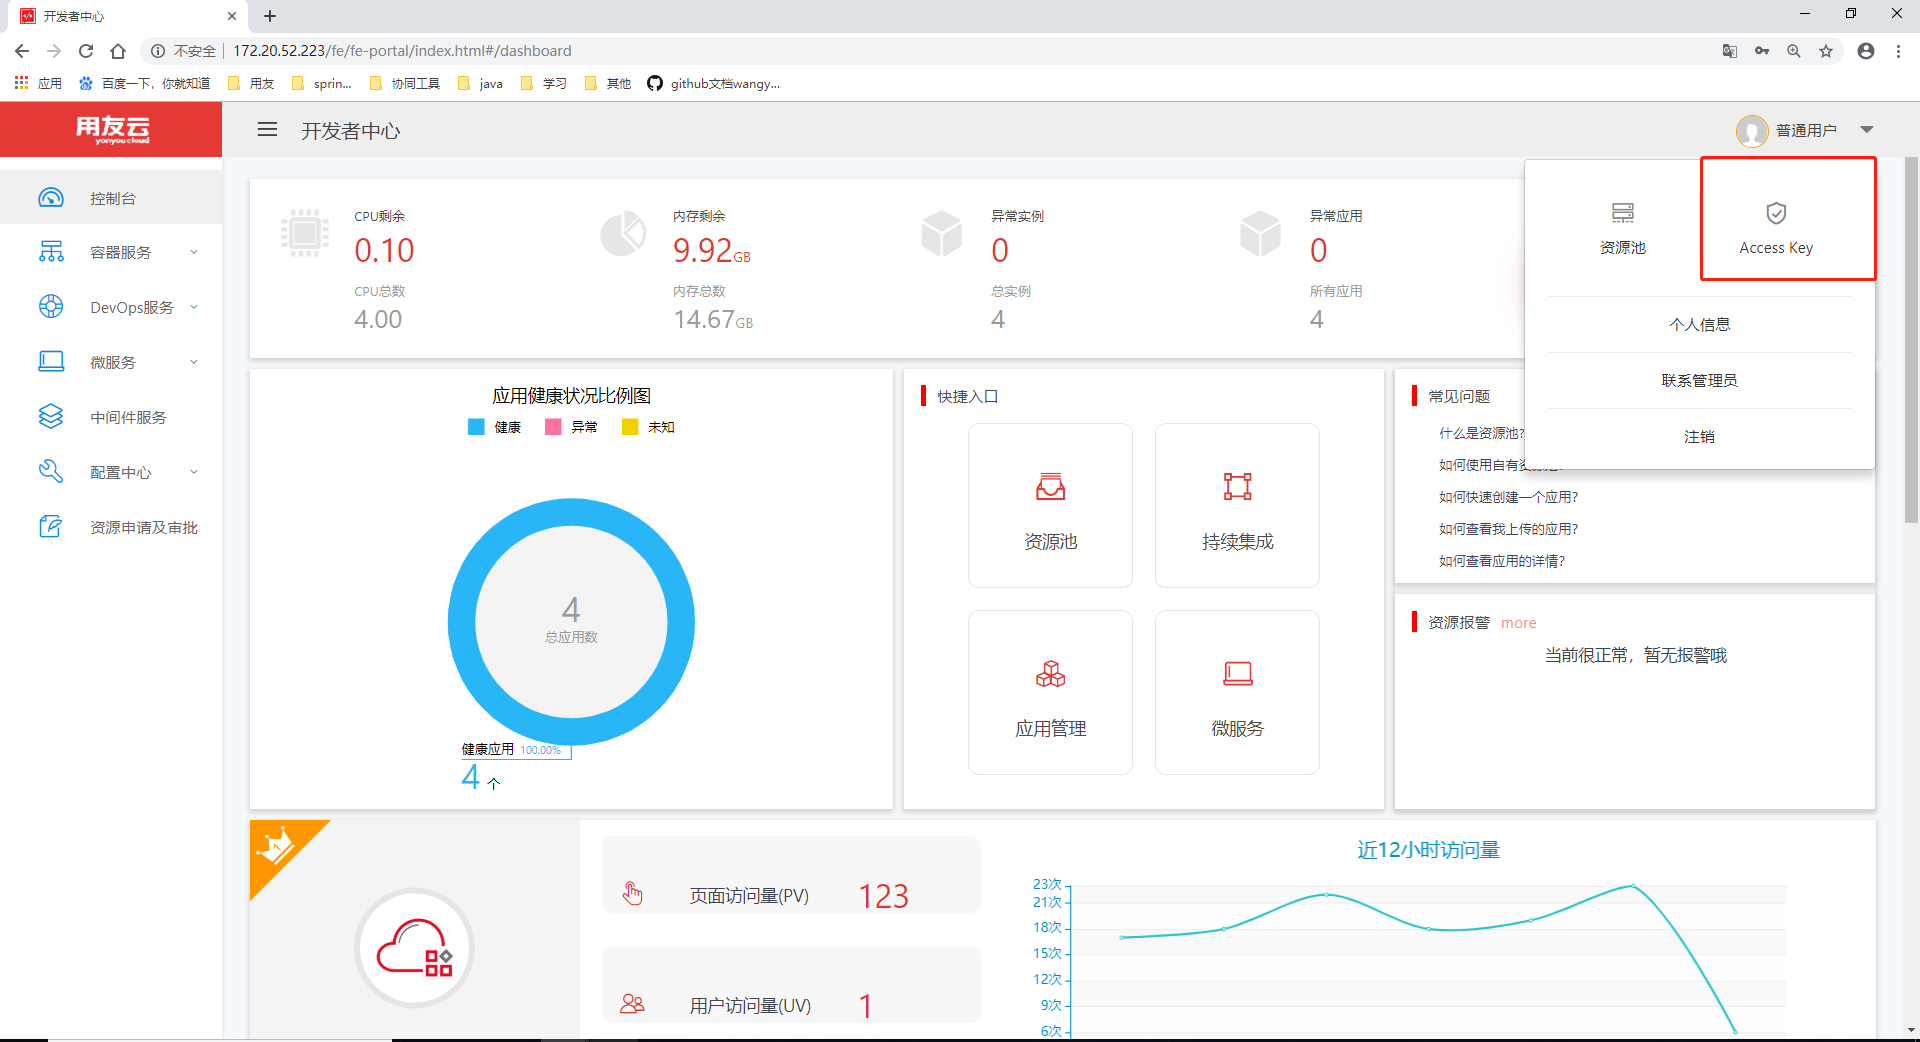 开发者中心
不安全 172.20.52.223/fe/fe-portal/index.html#/dashboard
应用 百度一下，你就知道 用友 sprin... 协同工具 java 学习 其他 github文档wangy...
用友云
yonyou cloud
开发者中心
普通用户
控制台
容器服务
DevOps服务
微服务
中间件服务
配置中心
资源申请及审批
CPU剩余
0.10
CPU总数
4.00
内存剩余
9.92GB
内存总数
14.67GB
异常实例
0
总实例
4
异常应用
0
所有应用
4
资源池
Access Key
个人信息
联系管理员
注销
应用健康状况比例图
健康 异常 未知
4
总应用数
健康应用 100.00%
4 个
快捷入口
资源池
持续集成
应用管理
微服务
常见问题
什么是资源池?
如何使用自有资源池?
如何快速创建一个应用?
如何查看我上传的应用?
如何查看应用的详情?
资源报警 more
当前很正常，暂无报警哦
1
页面访问量(PV) 123
用户访问量(UV) 1
近12小时访问量
23次
21次
18次
15次
12次
9次
6次